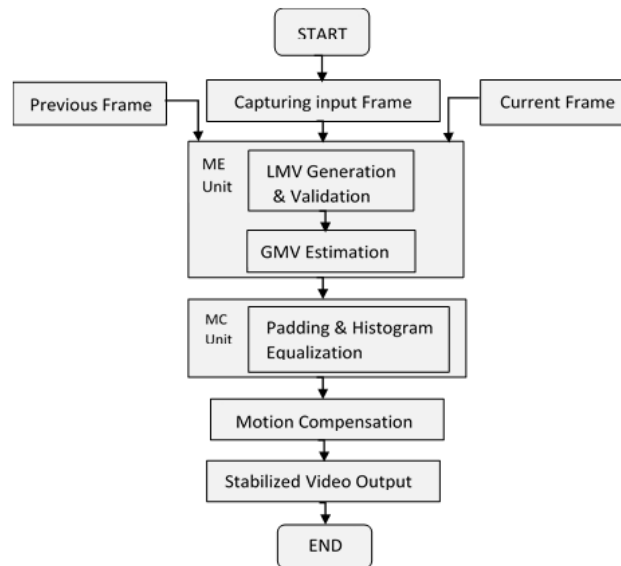 START
Previous Frame
Capturing input Frame
Current Frame
ME
Unit
LMV Generation
& Validation
GMV Estimation
MC
Unit
Padding & Histogram
Equalization
Motion Compensation
Stabilized Video Output
END